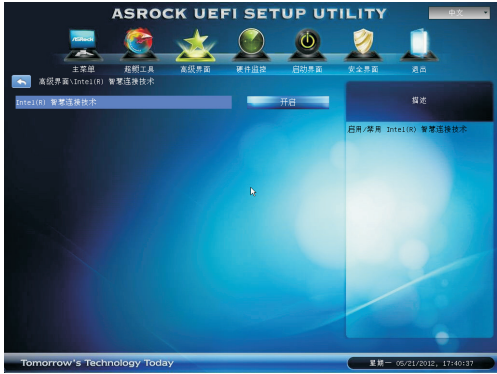 ASROCK UEFI SETUP UTILITY
中文
ASRock
主菜单 超频工具 高级界面 硬件监控 启动界面 安全界面 退出
高级界面\Intel(R) 智慧连接技术
Intel(R) 智慧连接技术 开启
描述
启用/禁用 Intel(R) 智慧连接技术
Tomorrow's Technology Today
星期一 05/21/2012, 17:40:37